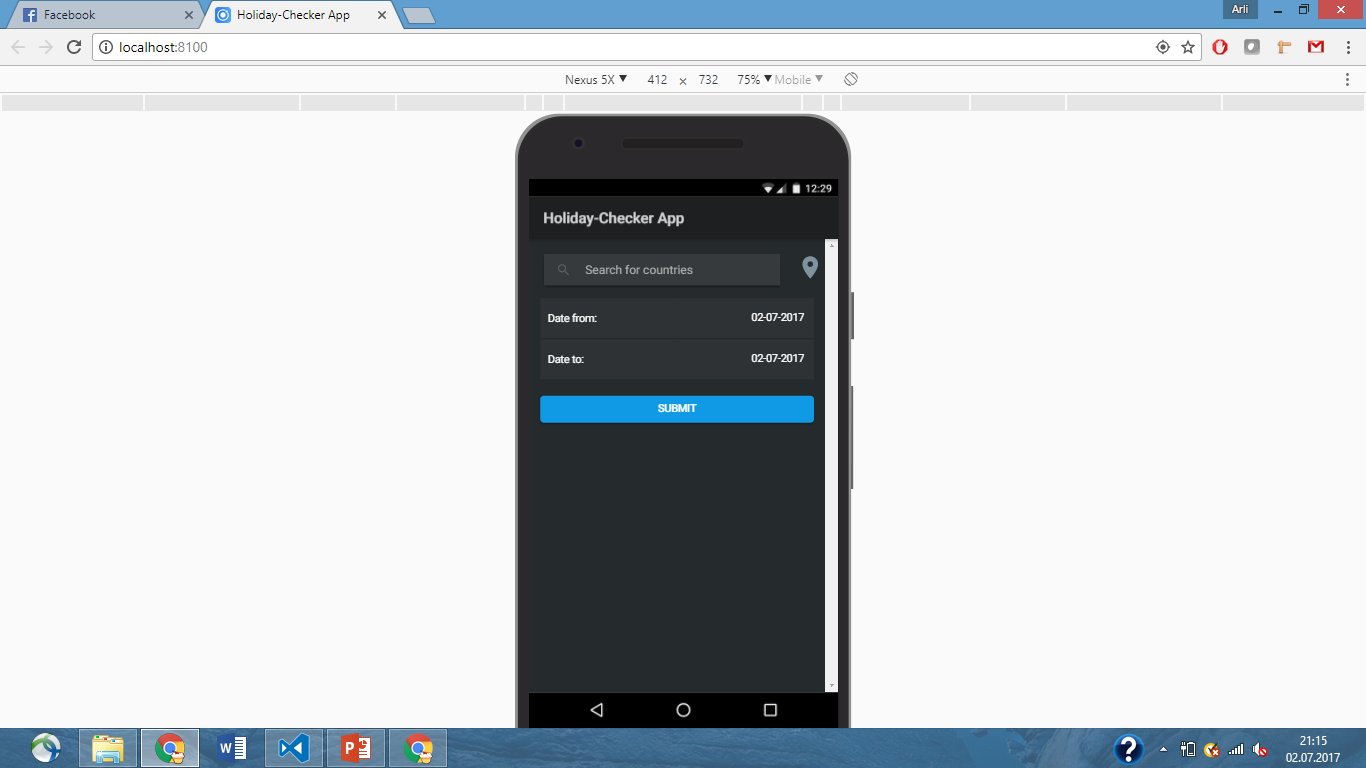 Facebook
Holiday-Checker App
Arli
localhost:8100
Nexus 5X 412 × 732 75% Mobile
12:29
Holiday-Checker App
Search for countries
Date from: 02-07-2017
Date to: 02-07-2017
SUBMIT
21:15
02.07.2017